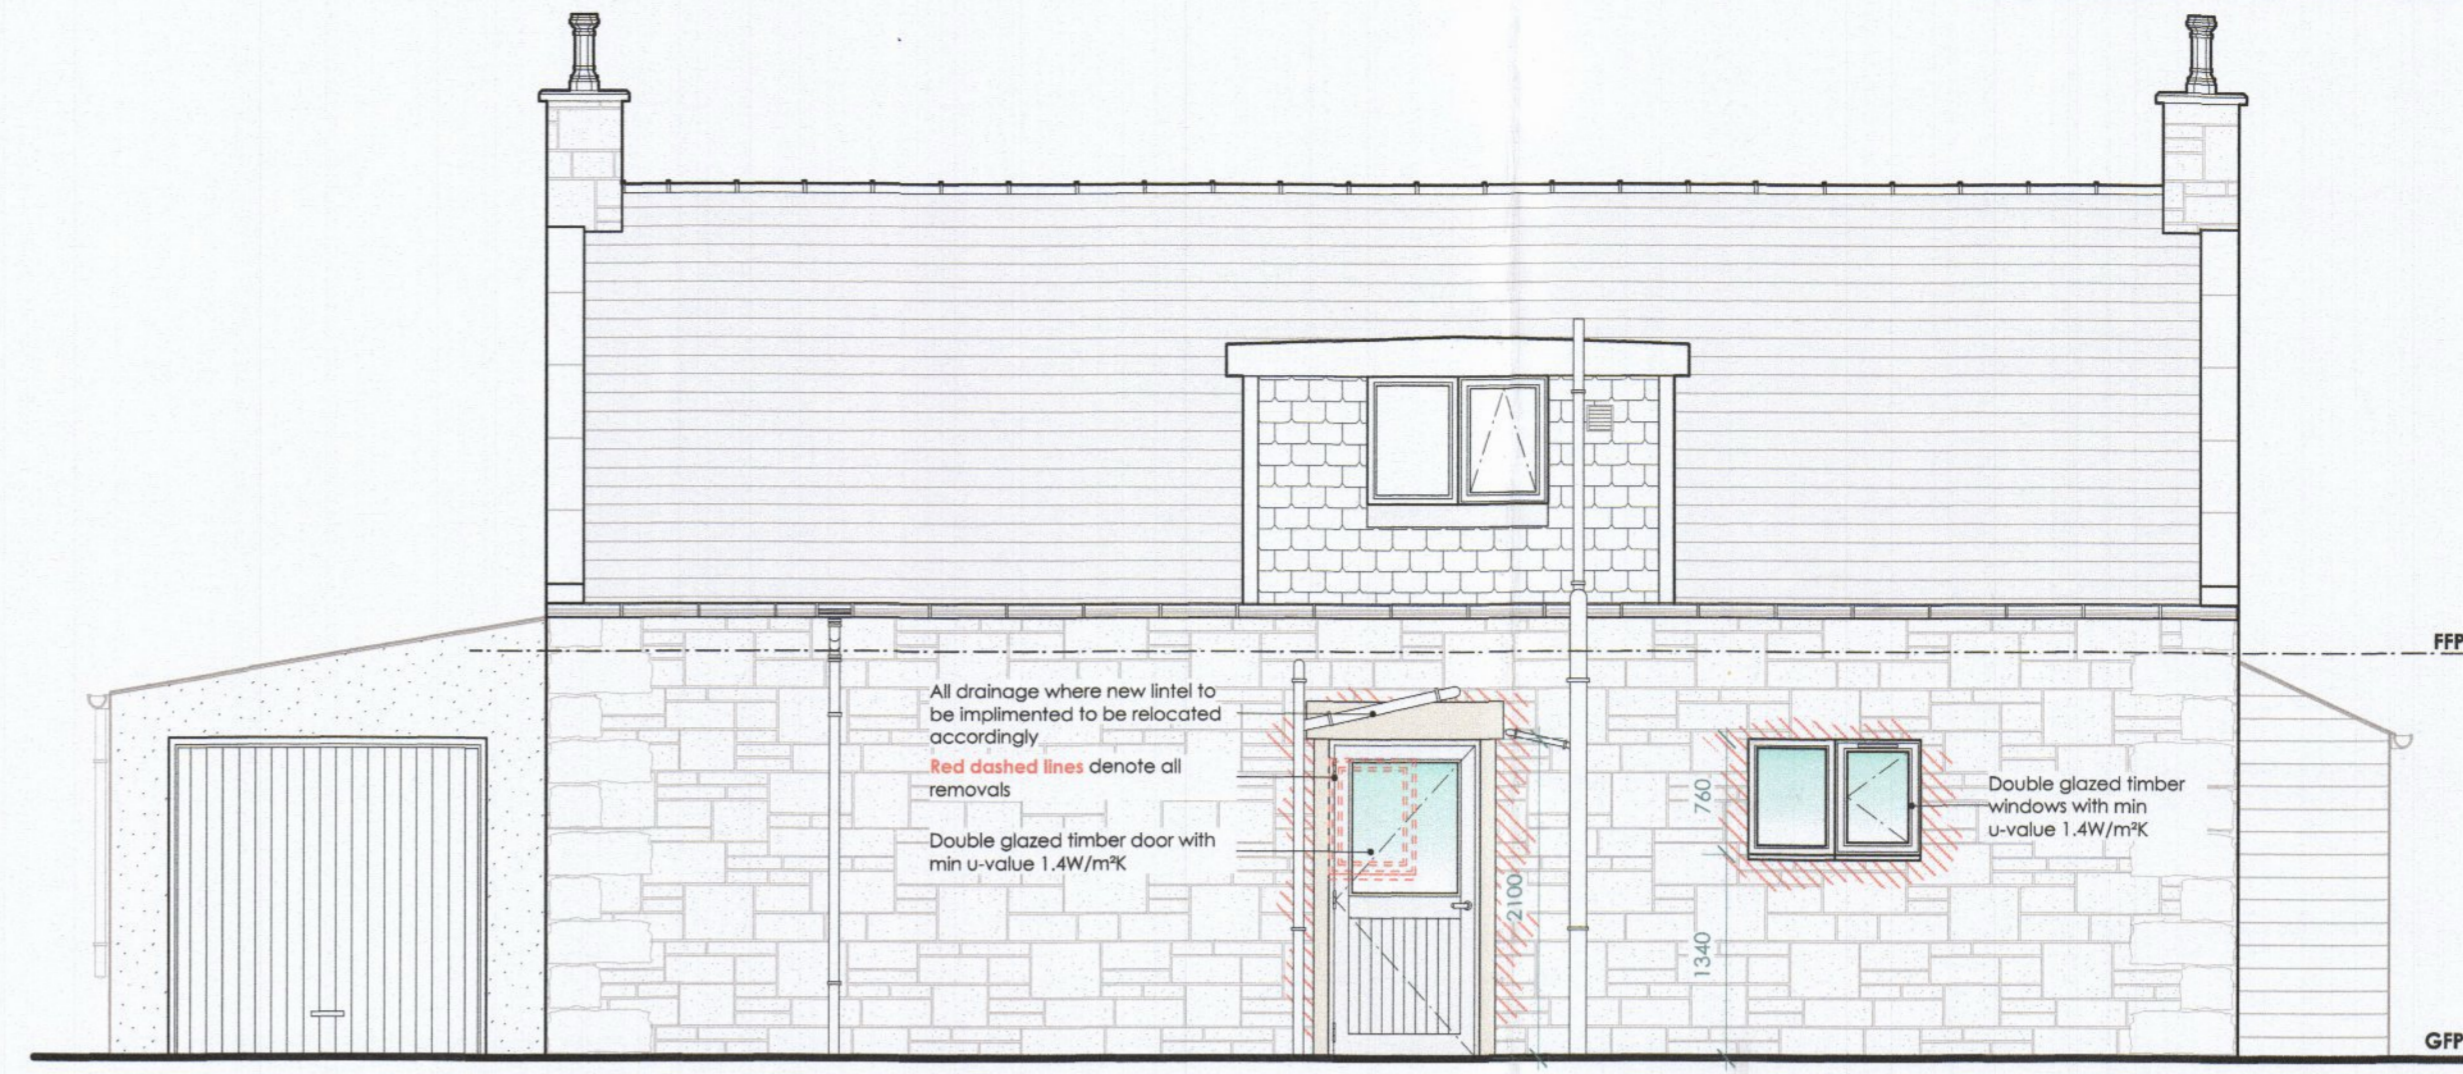 FFP
All drainage where new lintel to
be implimented to be relocated
accordingly
Red dashed lines denote all
removals
Double glazed timber door with
min u-value 1.4W/m²K
2100
760
1340
Double glazed timber
windows with min
u-value 1.4W/m²K
GFP